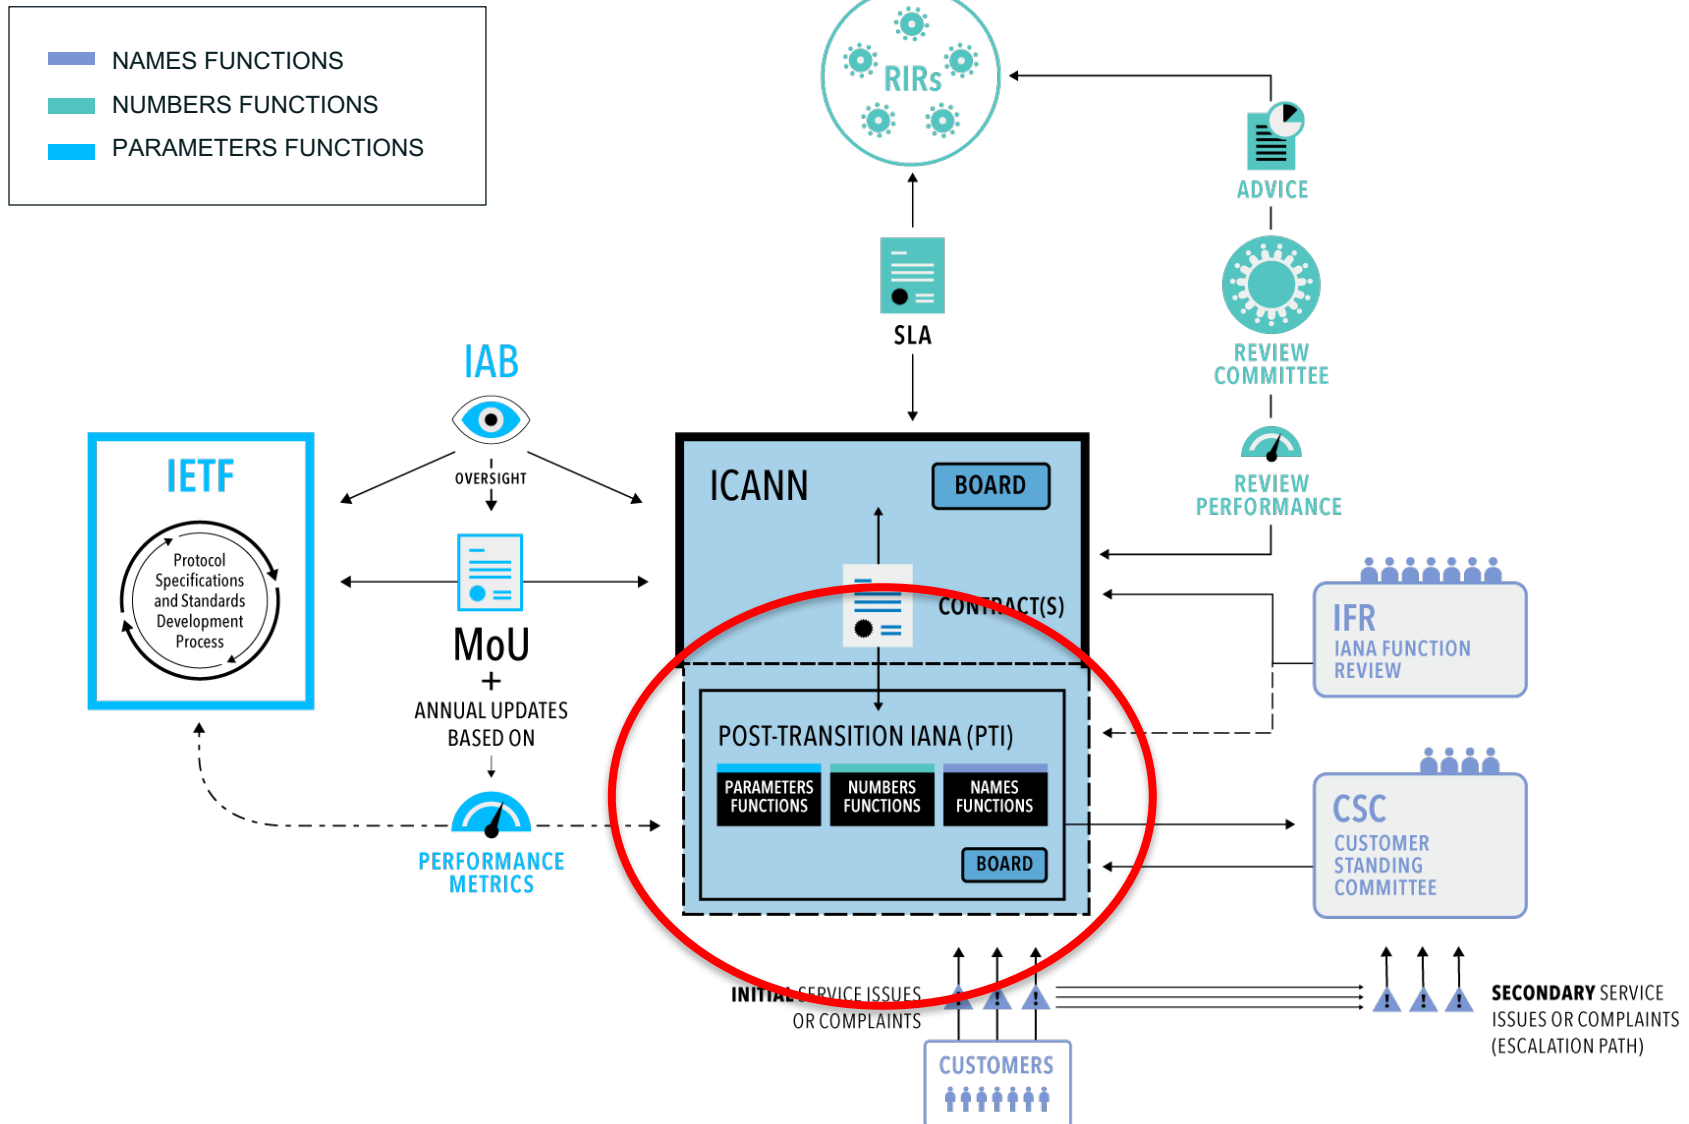 NAMES FUNCTIONS
NUMBERS FUNCTIONS
PARAMETERS FUNCTIONS
RIRs
ADVICE
SLA
REVIEW
COMMITTEE
REVIEW
PERFORMANCE
IAB
OVERSIGHT
IETF
Protocol
Specifications
and Standards
Development
Process
MoU
+
ANNUAL UPDATES
BASED ON
PERFORMANCE
METRICS
ICANN
BOARD
CONTRACT(S)
POST-TRANSITION IANA (PTI)
PARAMETERS
FUNCTIONS
NUMBERS
FUNCTIONS
NAMES
FUNCTIONS
BOARD
IFR
IANA FUNCTION
REVIEW
CSC
CUSTOMER
STANDING
COMMITTEE
INITIAL SERVICE ISSUES
OR COMPLAINTS
! ! !
! ! !
SECONDARY SERVICE
ISSUES OR COMPLAINTS
(ESCALATION PATH)
CUSTOMERS